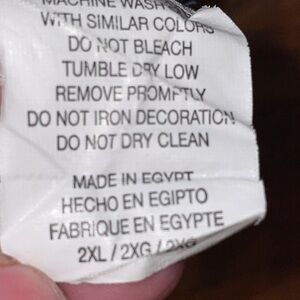 MACHINE WASH
WITH SIMILAR COLORS
DO NOT BLEACH
TUMBLE DRY LOW
REMOVE PROMPTLY
DO NOT IRON DECORATION
DO NOT DRY CLEAN
MADE IN EGYPT
HECHO EN EGIPTO
FABRIQUE EN EGYPTE
2XL / 2XG / 2XG